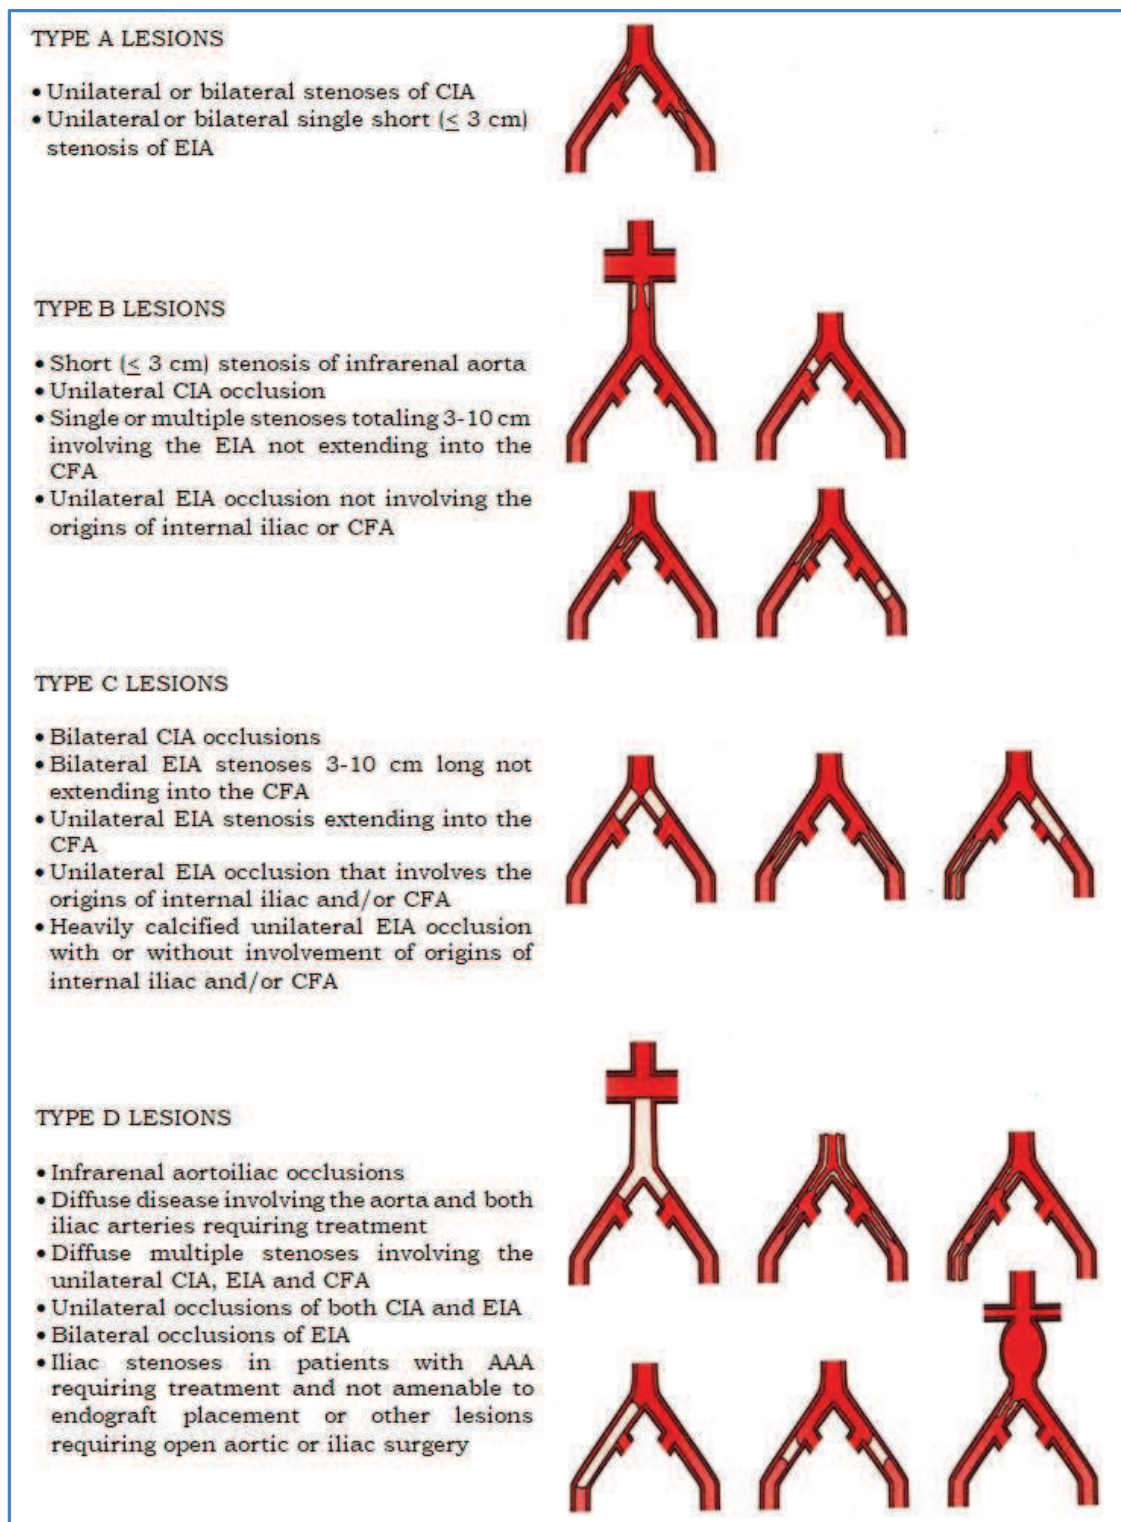 TYPE A LESIONS
• Unilateral or bilateral stenoses of CIA
• Unilateral or bilateral single short (≤ 3 cm)
stenosis of EIA
TYPE B LESIONS
• Short (≤ 3 cm) stenosis of infrarenal aorta
• Unilateral CIA occlusion
• Single or multiple stenoses totaling 3-10 cm
involving the EIA not extending into the
CFA
• Unilateral EIA occlusion not involving the
origins of internal iliac or CFA
TYPE C LESIONS
• Bilateral CIA occlusions
• Bilateral EIA stenoses 3-10 cm long not
extending into the CFA
• Unilateral EIA stenosis extending into the
CFA
• Unilateral EIA occlusion that involves the
origins of internal iliac and/or CFA
• Heavily calcified unilateral EIA occlusion
with or without involvement of origins of
internal iliac and/or CFA
TYPE D LESIONS
• Infrarenal aortoiliac occlusions
• Diffuse disease involving the aorta and both
iliac arteries requiring treatment
• Diffuse multiple stenoses involving the
unilateral CIA, EIA and CFA
• Unilateral occlusions of both CIA and EIA
• Bilateral occlusions of EIA
• Iliac stenoses in patients with AAA
requiring treatment and not amenable to
endograft placement or other lesions
requiring open aortic or iliac surgery